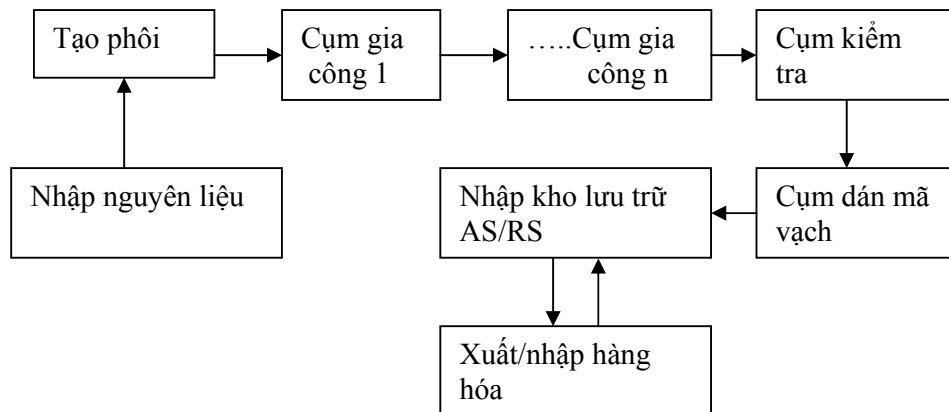 Tạo phôi
Cụm gia
công 1
…..Cụm gia
công n
Cụm kiểm
tra
Nhập nguyên liệu
Nhập kho lưu trữ
AS/RS
Cụm dán mã
vạch
Xuất/nhập hàng
hóa